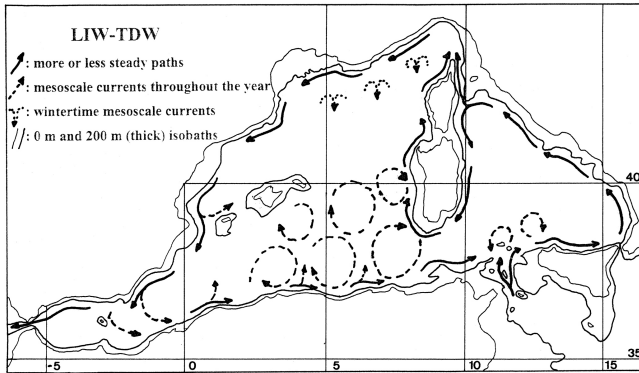 LIW-TDW
: more or less steady paths
: mesoscale currents throughout the year
: wintertime mesoscale currents
: 0 m and 200 m (thick) isobaths
40
-5
0
5
10
15
35